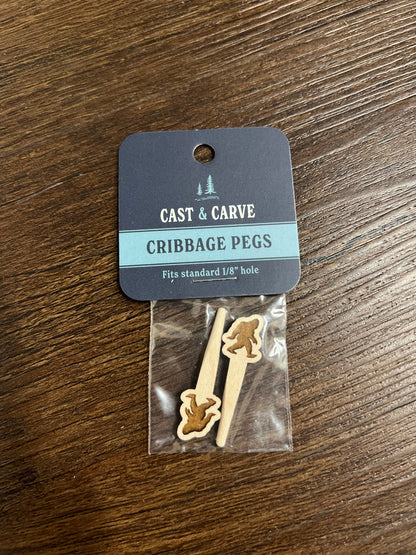 CAST & CARVE
CRIBBAGE PEGS
Fits standard 1/8" hole